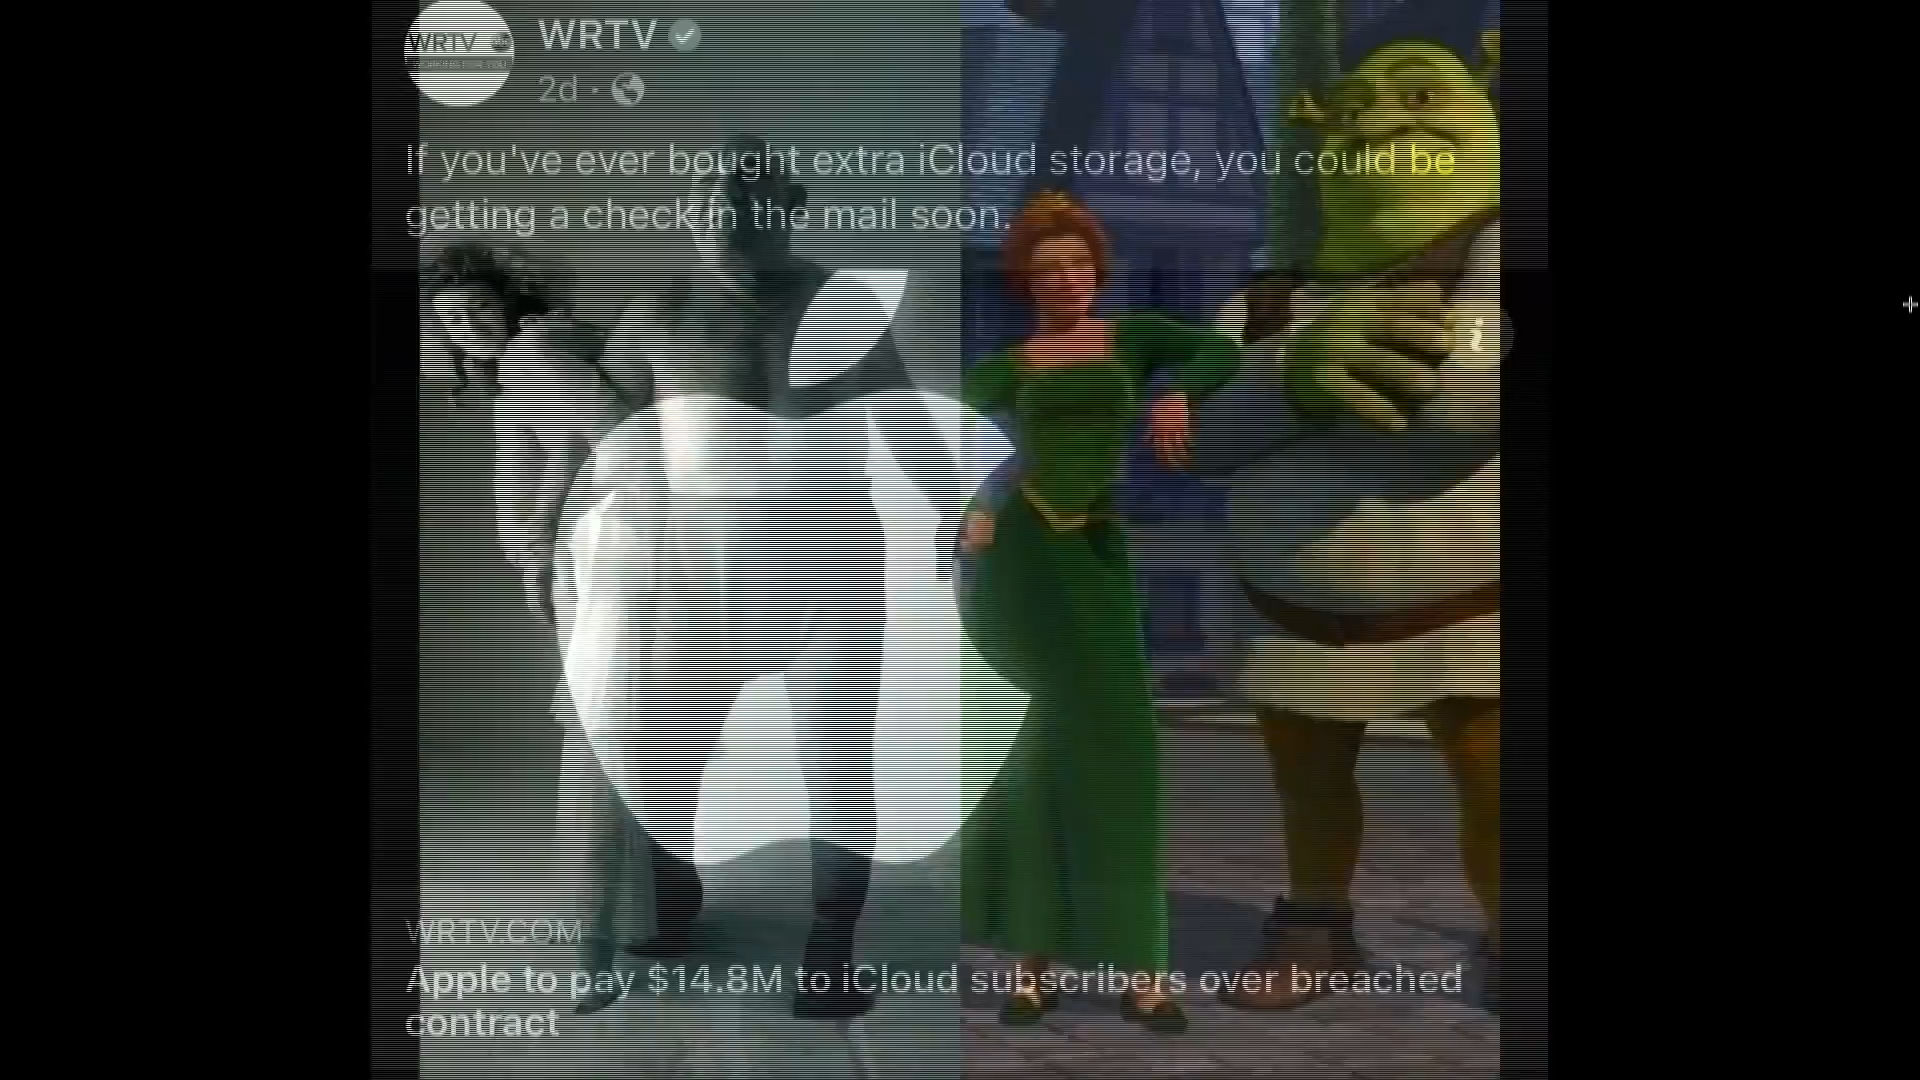 WRTV
WRTV
2d ·
If you've ever bought extra iCloud storage, you could be
getting a check in the mail soon.
i
WRTV.COM
Apple to pay $14.8M to iCloud subscribers over breached
contract